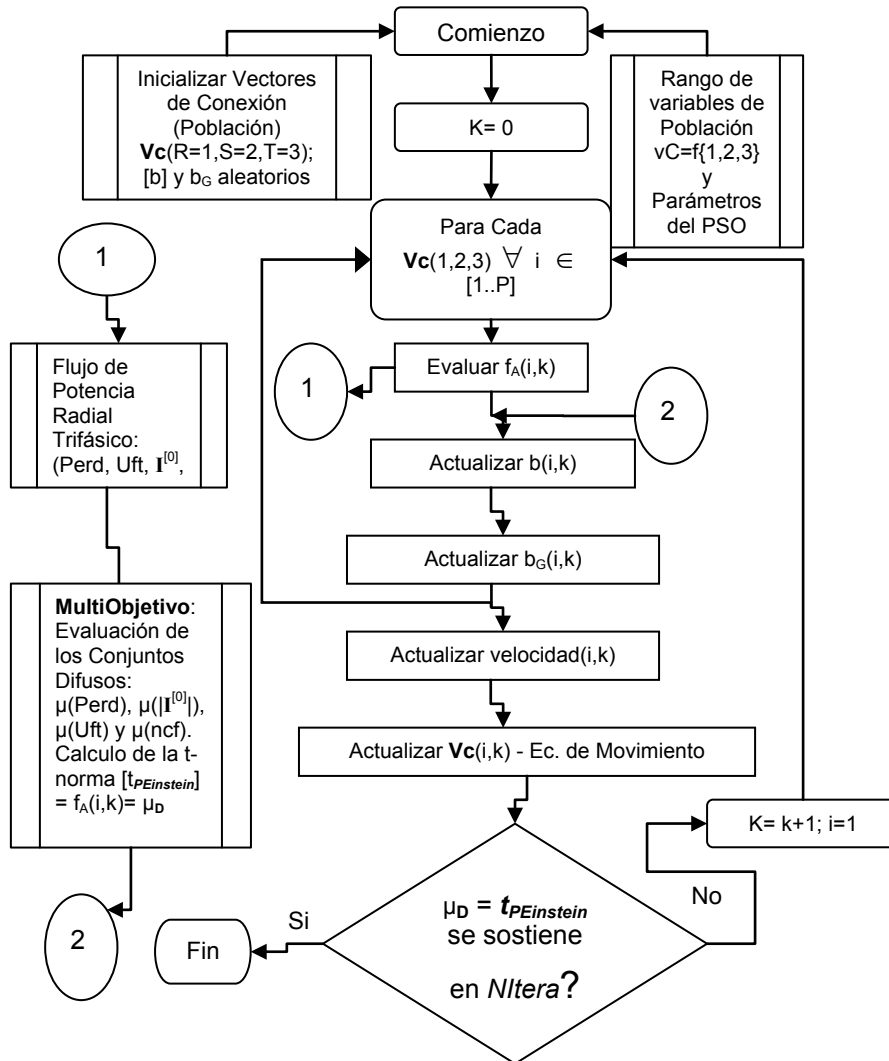 Comienzo
Inicializar Vectores
de Conexión
(Población)
Vc(R=1,S=2,T=3);
[b] y bG aleatorios
Rango de
variables de
Población
vC=f{1,2,3}
y
Parámetros
del PSO
K= 0
Para Cada
Vc(1,2,3) ∀ i ∈
[1..P]
1
Flujo de
Potencia
Radial
Trifásico:
(Perd, Uft, I[0],
Evaluar fA(i,k)
1
2
Actualizar b(i,k)
Actualizar bG(i,k)
MultiObjetivo:
Evaluación de
los Conjuntos
Difusos:
µ(Perd), µ(|I[0]|),
µ(Uft) y µ(ncf).
Calculo de la t-
norma [tPEinstein]
= fA(i,k)= µD
Actualizar velocidad(i,k)
Actualizar Vc(i,k) - Ec. de Movimiento
K= k+1; i=1
µD = tPEinstein
se sostiene
en NItera?
Si
No
Fin
2